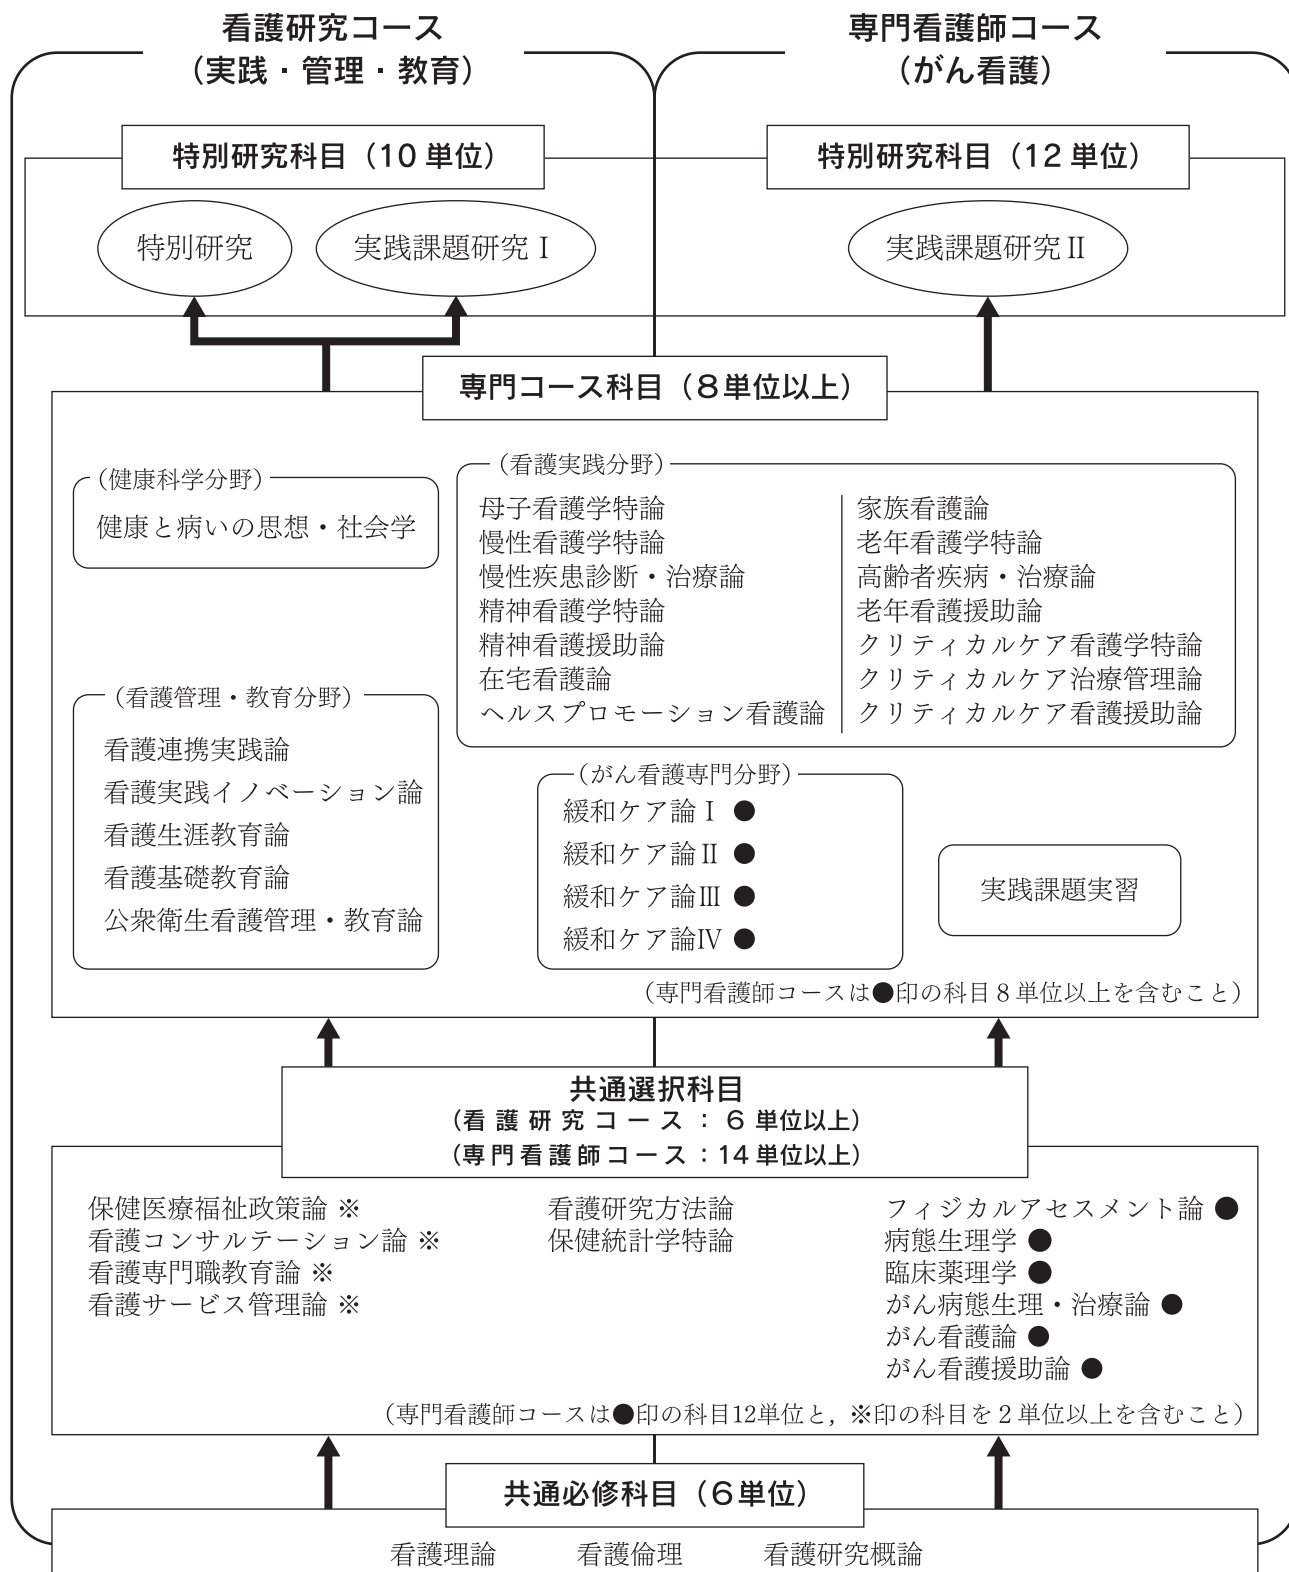 看護研究コース
（実践・管理・教育）
専門看護師コース
（がん看護）
特別研究科目（10 単位）
特別研究科目（12 単位）
特別研究
実践課題研究Ⅰ
実践課題研究Ⅱ
専門コース科目（8単位以上）
（健康科学分野）
健康と病いの思想・社会学
（看護実践分野）
母子看護学特論
慢性看護学特論
慢性疾患診断・治療論
精神看護学特論
精神看護援助論
在宅看護論
ヘルスプロモーション看護論
家族看護論
老年看護学特論
高齢者疾病・治療論
老年看護援助論
クリティカルケア看護学特論
クリティカルケア治療管理論
クリティカルケア看護援助論
（看護管理・教育分野）
看護連携実践論
看護実践イノベーション論
看護生涯教育論
看護基礎教育論
公衆衛生看護管理・教育論
（がん看護専門分野）
緩和ケア論Ⅰ ●
緩和ケア論Ⅱ ●
緩和ケア論Ⅲ ●
緩和ケア論Ⅳ ●
実践課題実習
（専門看護師コースは●印の科目８単位以上を含むこと）
共通選択科目
（看護研究コース：６単位以上）
（専門看護師コース：14単位以上）
保健医療福祉政策論 ※
看護コンサルテーション論 ※
看護専門職教育論 ※
看護サービス管理論 ※
看護研究方法論
保健統計学特論
フィジカルアセスメント論 ●
病態生理学 ●
臨床薬理学 ●
がん病態生理・治療論 ●
がん看護論 ●
がん看護援助論 ●
（専門看護師コースは●印の科目12単位と，※印の科目を２単位以上を含むこと）
共通必修科目（6単位）
看護理論
看護倫理
看護研究概論